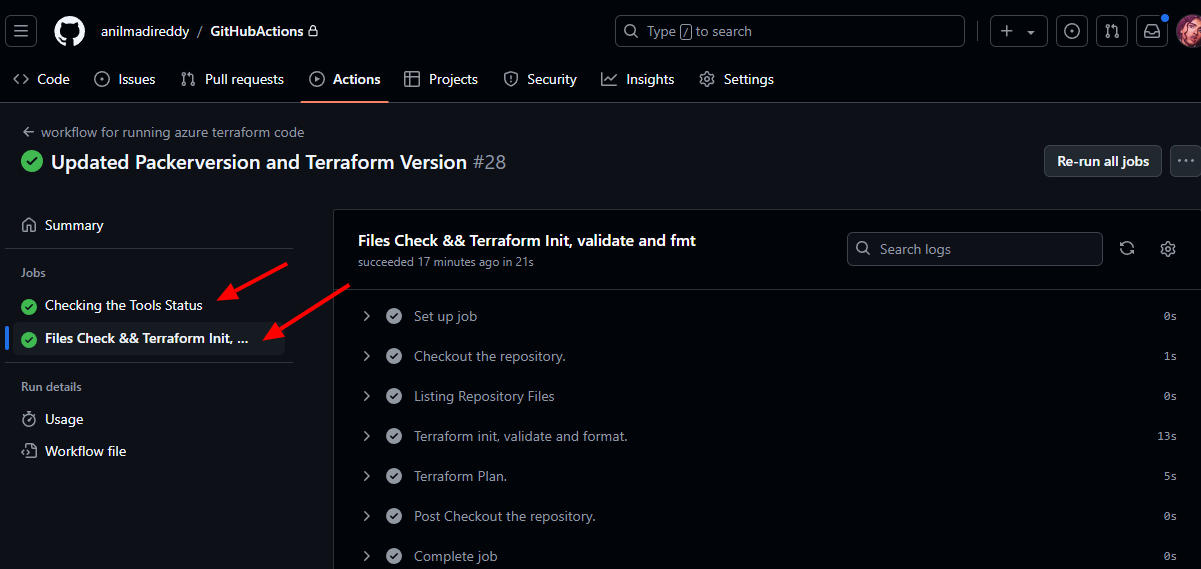 anilmadireddy / GitHubActions
Type / to search
Code Issues Pull requests Actions Projects Security Insights Settings
workflow for running azure terraform code
Updated Packerversion and Terraform Version #28
Re-run all jobs
Summary
Jobs
Checking the Tools Status
Files Check && Terraform Init, ...
Run details
Usage
Workflow file
Files Check && Terraform Init, validate and fmt
succeeded 17 minutes ago in 21s
Search logs
Set up job 0s
Checkout the repository. 1s
Listing Repository Files 0s
Terraform init, validate and format. 13s
Terraform Plan. 5s
Post Checkout the repository. 0s
Complete job 0s